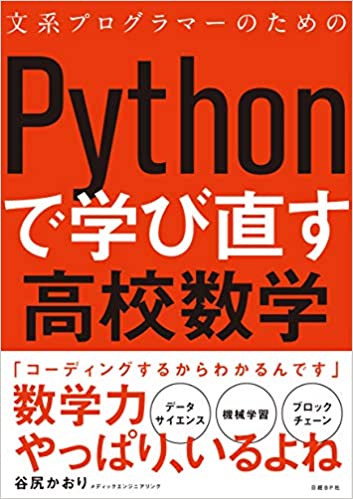 文系プログラマーのための
Python
で学び直す
高校数学
「コーディングするからわかるんです」
数学力
データ
サイエンス
機械学習
ブロック
チェーン
やっぱり、いるよね
谷尻かおり メディックエンジニアリング
日経BP社